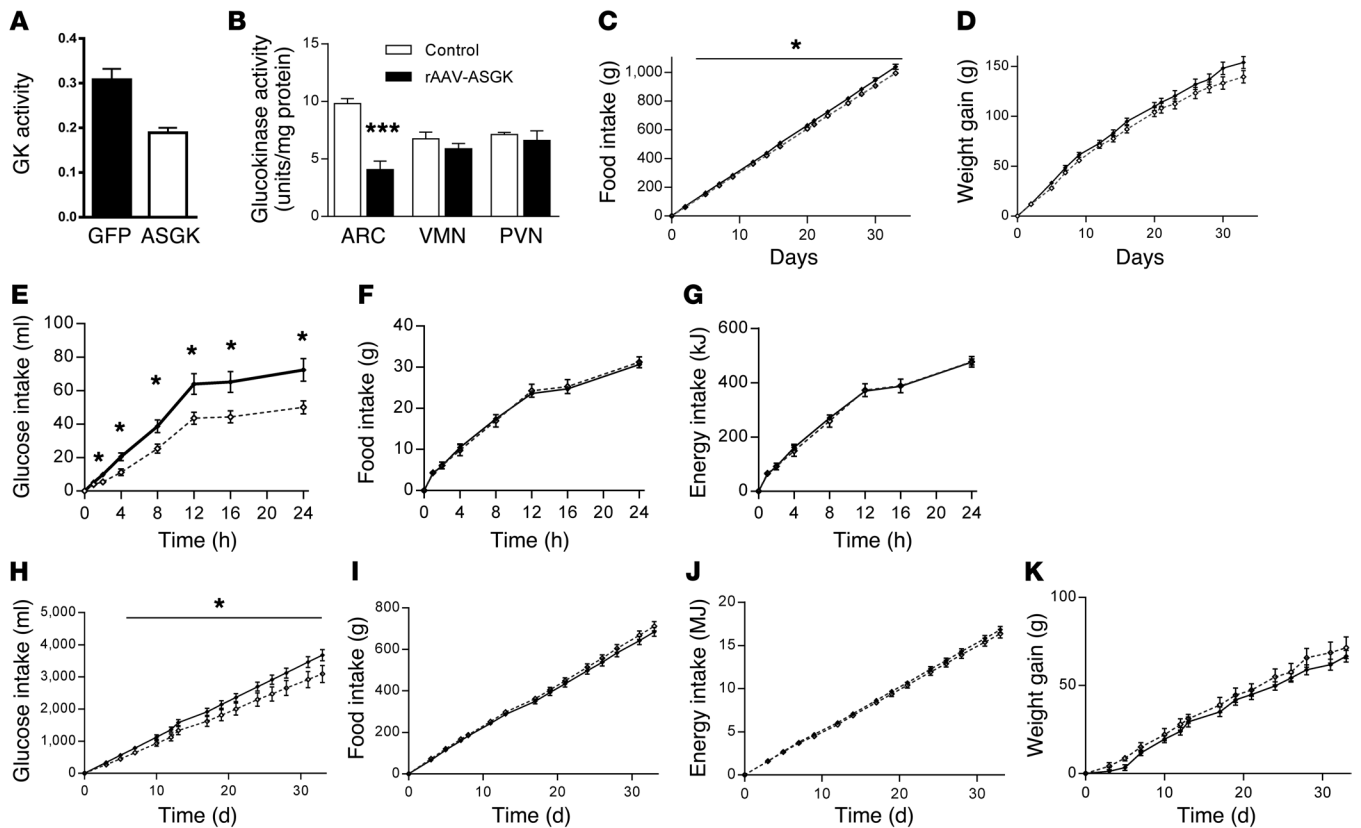 A
GK activity
0.4
0.3
0.2
0.1
0.0
GFP ASGK
B
Glucokinase activity
(units/mg protein)
15
10
5
0
Control
rAAV-ASGK
***
ARC VMN PVN
C
Food intake (g)
1,000
800
600
400
200
0
*
0 10 20 30
Days
D
Weight gain (g)
150
100
50
0
0 10 20 30
Days
E
Glucose intake (ml)
100
80
60
40
20
0
* * * * * *
0 4 8 12 16 20 24
Time (h)
F
Food intake (g)
40
30
20
10
0
0 4 8 12 16 20 24
Time (h)
G
Energy intake (kJ)
600
400
200
0
0 4 8 12 16 20 24
Time (h)
H
Glucose intake (ml)
5,000
4,000
3,000
2,000
1,000
0
*
0 10 20 30
Time (d)
I
Food intake (g)
800
600
400
200
0
0 10 20 30
Time (d)
J
Energy intake (MJ)
20
15
10
5
0
0 10 20 30
Time (d)
K
Weight gain (g)
100
50
0
0 10 20 30
Time (d)